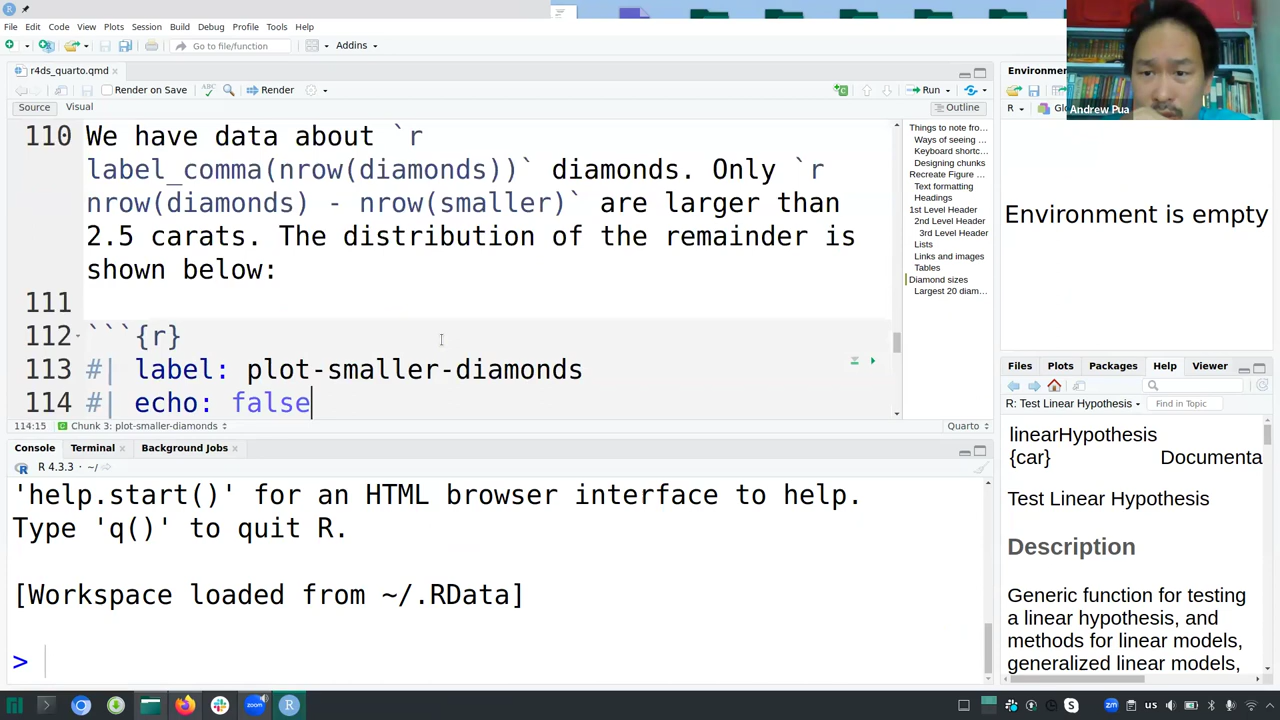 File Edit Code View Plots Session Build Debug Profile Tools Help
Go to file/function Addins
r4ds_quarto.qmd
Render on Save ABC Render Run
Source Visual Outline
110 We have data about `r
label_comma(nrow(diamonds))` diamonds. Only `r
nrow(diamonds) - nrow(smaller)` are larger than
2.5 carats. The distribution of the remainder is
shown below:
111
112 ```{r}
113 #| label: plot-smaller-diamonds
114 #| echo: false
Things to note fro...
Ways of seeing ...
Keyboard shortc...
Designing chunks
Recreate Figure ...
Text formatting
Headings
1st Level Header
2nd Level Header
3rd Level Header
Lists
Links and images
Tables
Diamond sizes
Largest 20 diam...
114:15 Chunk 3: plot-smaller-diamonds Quarto
Console Terminal Background Jobs
R 4.3.3 · ~/
'help.start()' for an HTML browser interface to help.
Type 'q()' to quit R.
[Workspace loaded from ~/.RData]
>
Andrew Pua
R
Environment is empty
Files Plots Packages Help Viewer
R: Test Linear Hypothesis Find in Topic
linearHypothesis
{car} Documenta
Test Linear Hypothesis
Description
Generic function for testing
a linear hypothesis, and
methods for linear models,
generalized linear models,
zoom R zm us